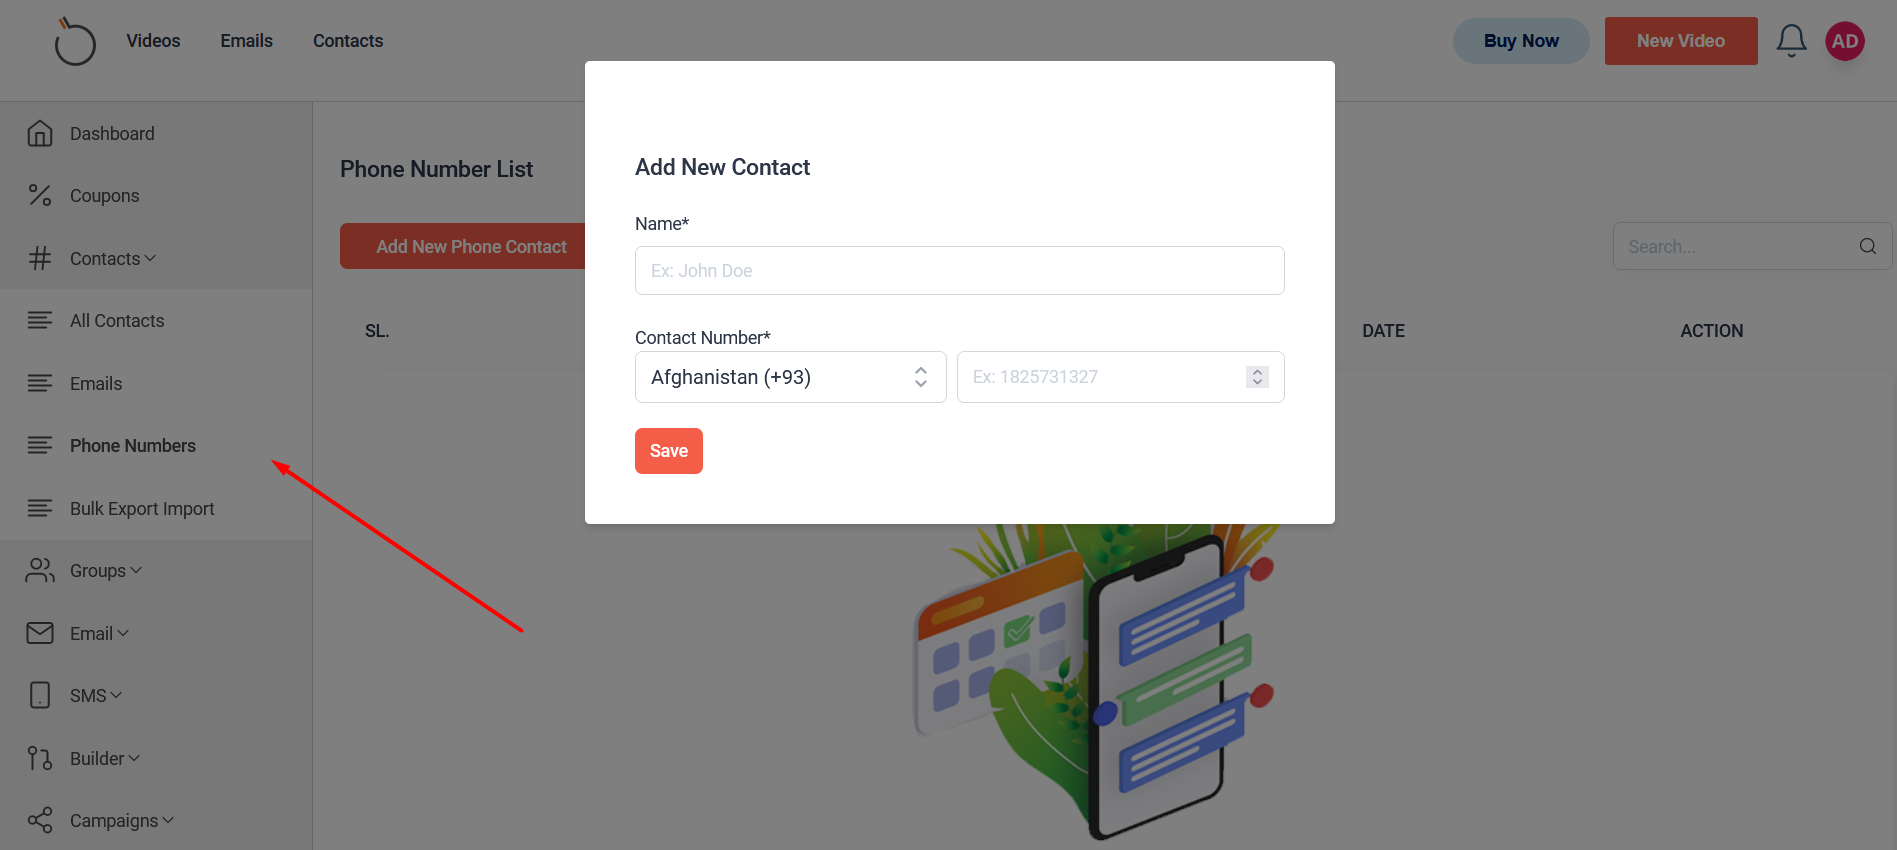 Videos Emails Contacts Buy Now New Video AD
Dashboard
Coupons
Contacts
All Contacts
Emails
Phone Numbers
Bulk Export Import
Groups
Email
SMS
Builder
Campaigns
Phone Number List
Add New Phone Contact
Search...
SL. DATE ACTION
Add New Contact
Name*
Ex: John Doe
Contact Number*
Afghanistan (+93) Ex: 1825731327
Save